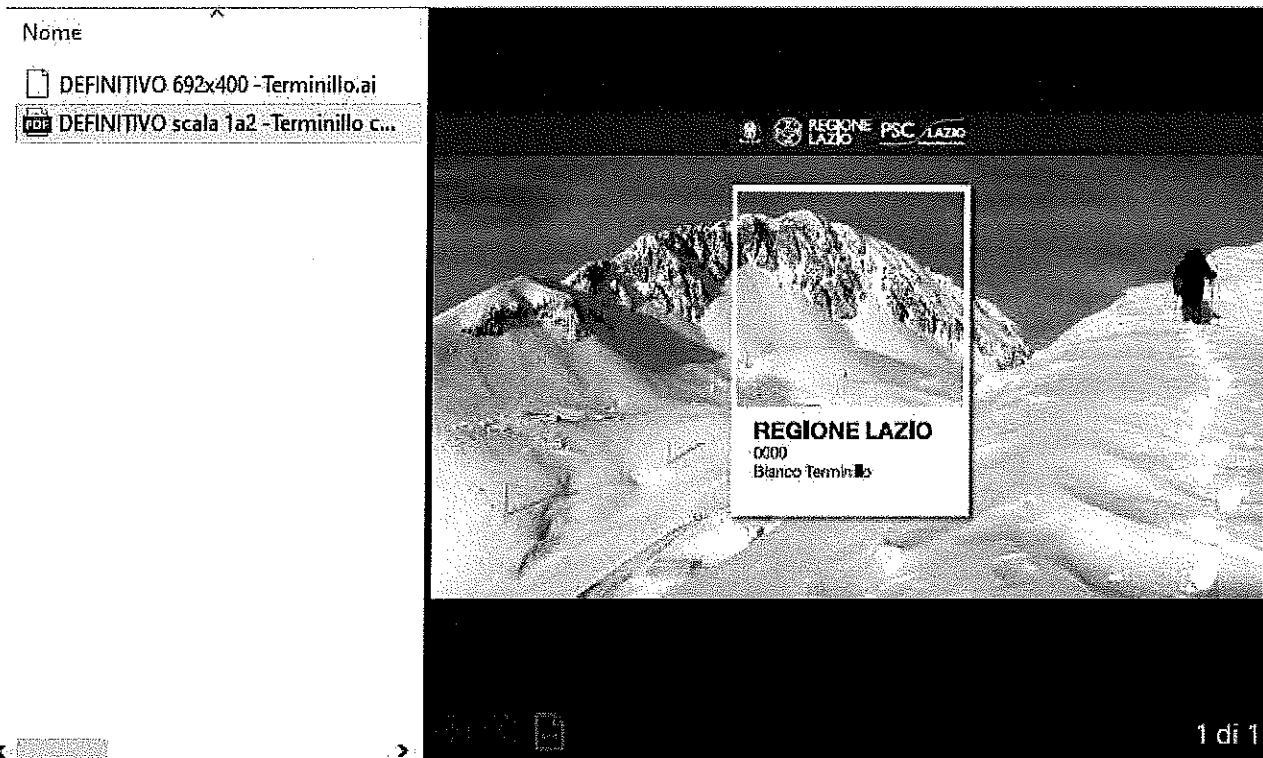 Nome
DEFINITIVO 692x400 - Terminillo.ai
PDF
DEFINITIVO scala 1a2 - Terminillo c...
REGIONE
LAZIO
PSC LAZIO
REGIONE LAZIO
0000
Bianco Terminillo
1 di 1